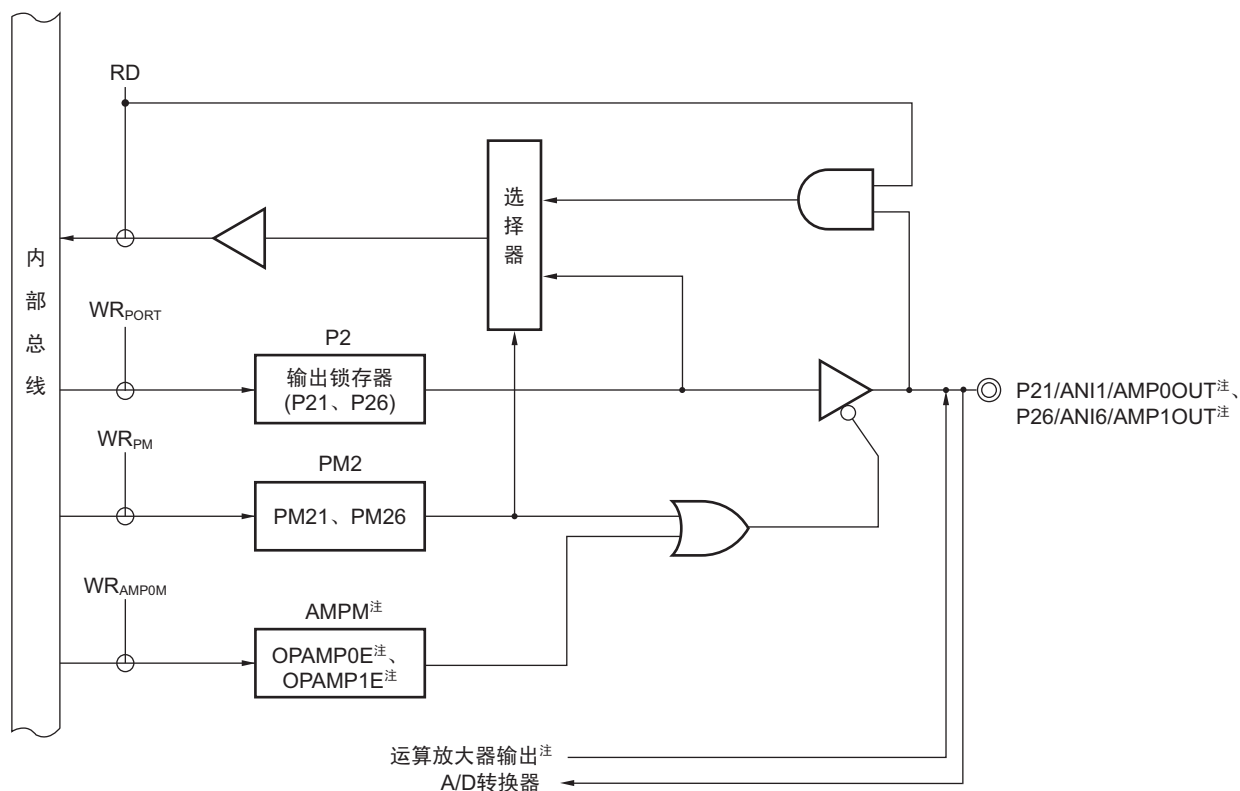 RD
选择器
内部总线
WRPORT
P2
输出锁存器
(P21、P26)
P21/ANI1/AMP0OUT注、
P26/ANI6/AMP1OUT注
WRPM
PM2
PM21、PM26
WRAMP0M
AMPM注
OPAMP0E注、
OPAMP1E注
运算放大器输出注
A/D转换器